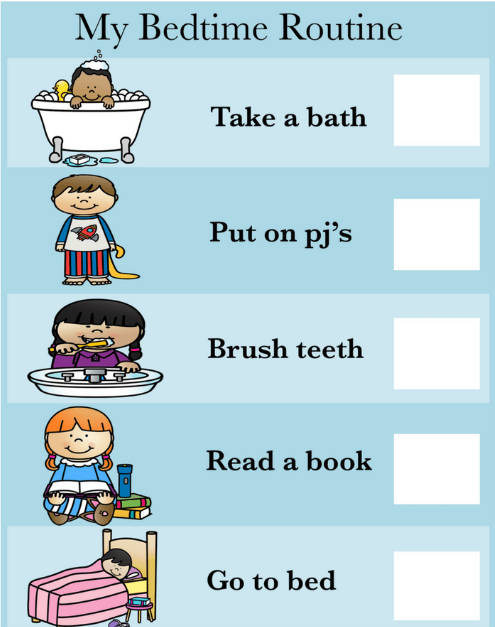 My Bedtime Routine
Take a bath
Put on pj’s
Brush teeth
Read a book
Go to bed